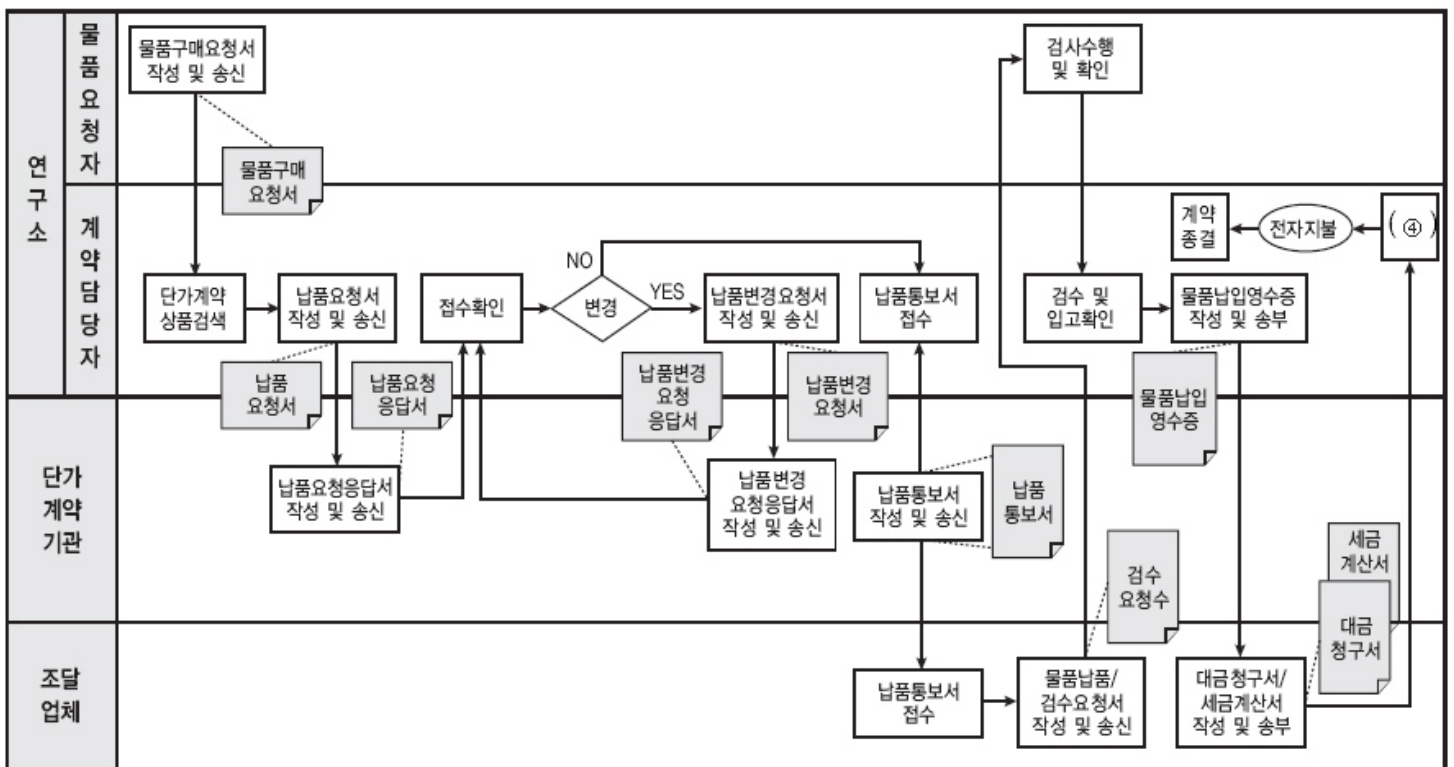 연구소
물품요청자
계약담당자
단가
계약
기관
조달
업체
물품구매요청서
작성 및 송신
물품구매
요청서
검사수행
및 확인
단가계약
상품검색
납품요청서
작성 및 송신
접수확인
변경
NO
YES
납품변경요청서
작성 및 송신
납품통보서
접수
검수 및
입고확인
물품납입영수증
작성 및 송부
계약
종결
전자지불
( ④ )
납품
요청서
납품요청
응답서
납품변경
요청
응답서
납품변경
요청서
물품납입
영수증
납품요청응답서
작성 및 송신
납품변경
요청응답서
작성 및 송신
납품통보서
작성 및 송신
납품
통보서
검수
요청수
세금
계산서
대금
청구서
납품통보서
접수
물품납품/
검수요청서
작성 및 송신
대금청구서/
세금계산서
작성 및 송부